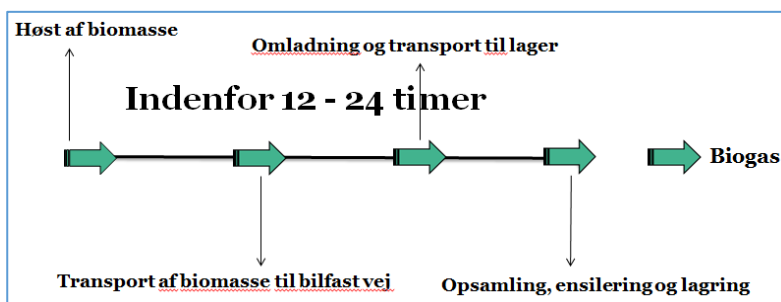 Høst af biomasse
Omladning og transport til lager
Indenfor 12 - 24 timer
Biogas
Transport af biomasse til bilfast vej
Opsamling, ensilering og lagring